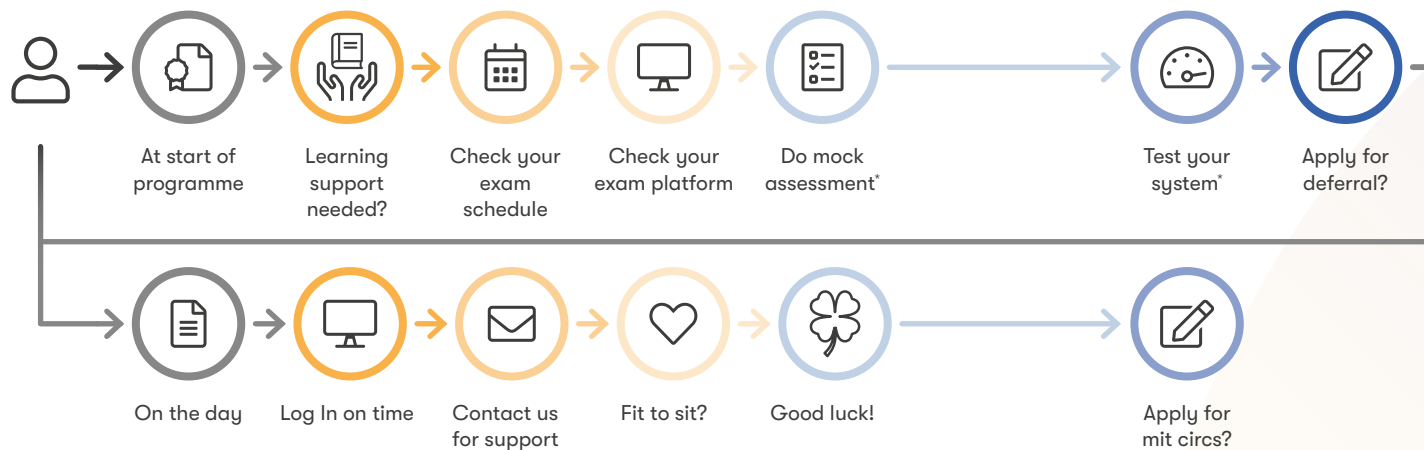 At start of
programme
Learning
support
needed?
Check your
exam
schedule
Check your
exam platform
Do mock
assessment*
Test your
system*
Apply for
deferral?
On the day
Log In on time
Contact us
for support
Fit to sit?
Good luck!
Apply for
mit circs?